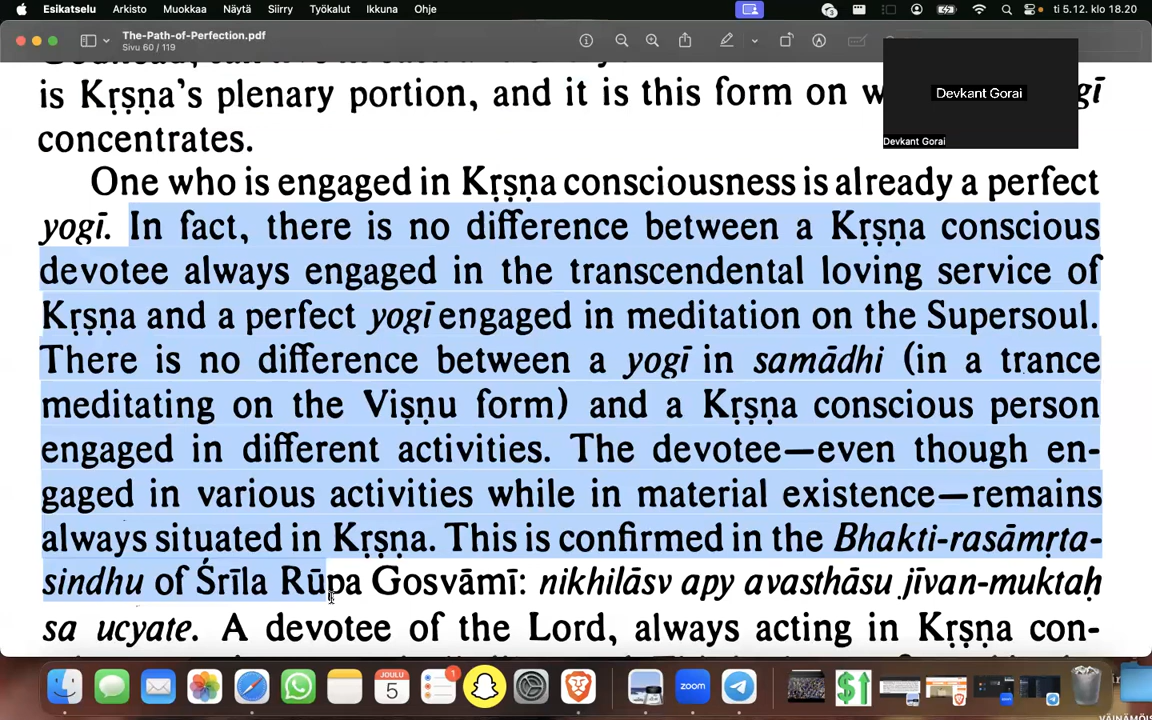 Esikatselu Arkisto Muokkaa Näytä Siirry Työkalut Ikkuna Ohje ti 5.12. klo 18.20
The-Path-of-Perfection.pdf
Sivu 60 / 119
Devkant Gorai
Devkant Gorai
is Kṛṣṇa’s plenary portion, and it is this form on
concentrates.
One who is engaged in Kṛṣṇa consciousness is already a perfect
yogī. In fact, there is no difference between a Kṛṣṇa conscious
devotee always engaged in the transcendental loving service of
Kṛṣṇa and a perfect yogī engaged in meditation on the Supersoul.
There is no difference between a yogī in samādhi (in a trance
meditating on the Viṣṇu form) and a Kṛṣṇa conscious person
engaged in different activities. The devotee—even though en-
gaged in various activities while in material existence—remains
always situated in Kṛṣṇa. This is confirmed in the Bhakti-rasāmṛta-
sindhu of Śrīla Rūpa Gosvāmī: nikhilāsv apy avasthāsu jīvan-muktaḥ
sa ucyate. A devotee of the Lord, always acting in Kṛṣṇa con-
JOULU
5
1
zoom